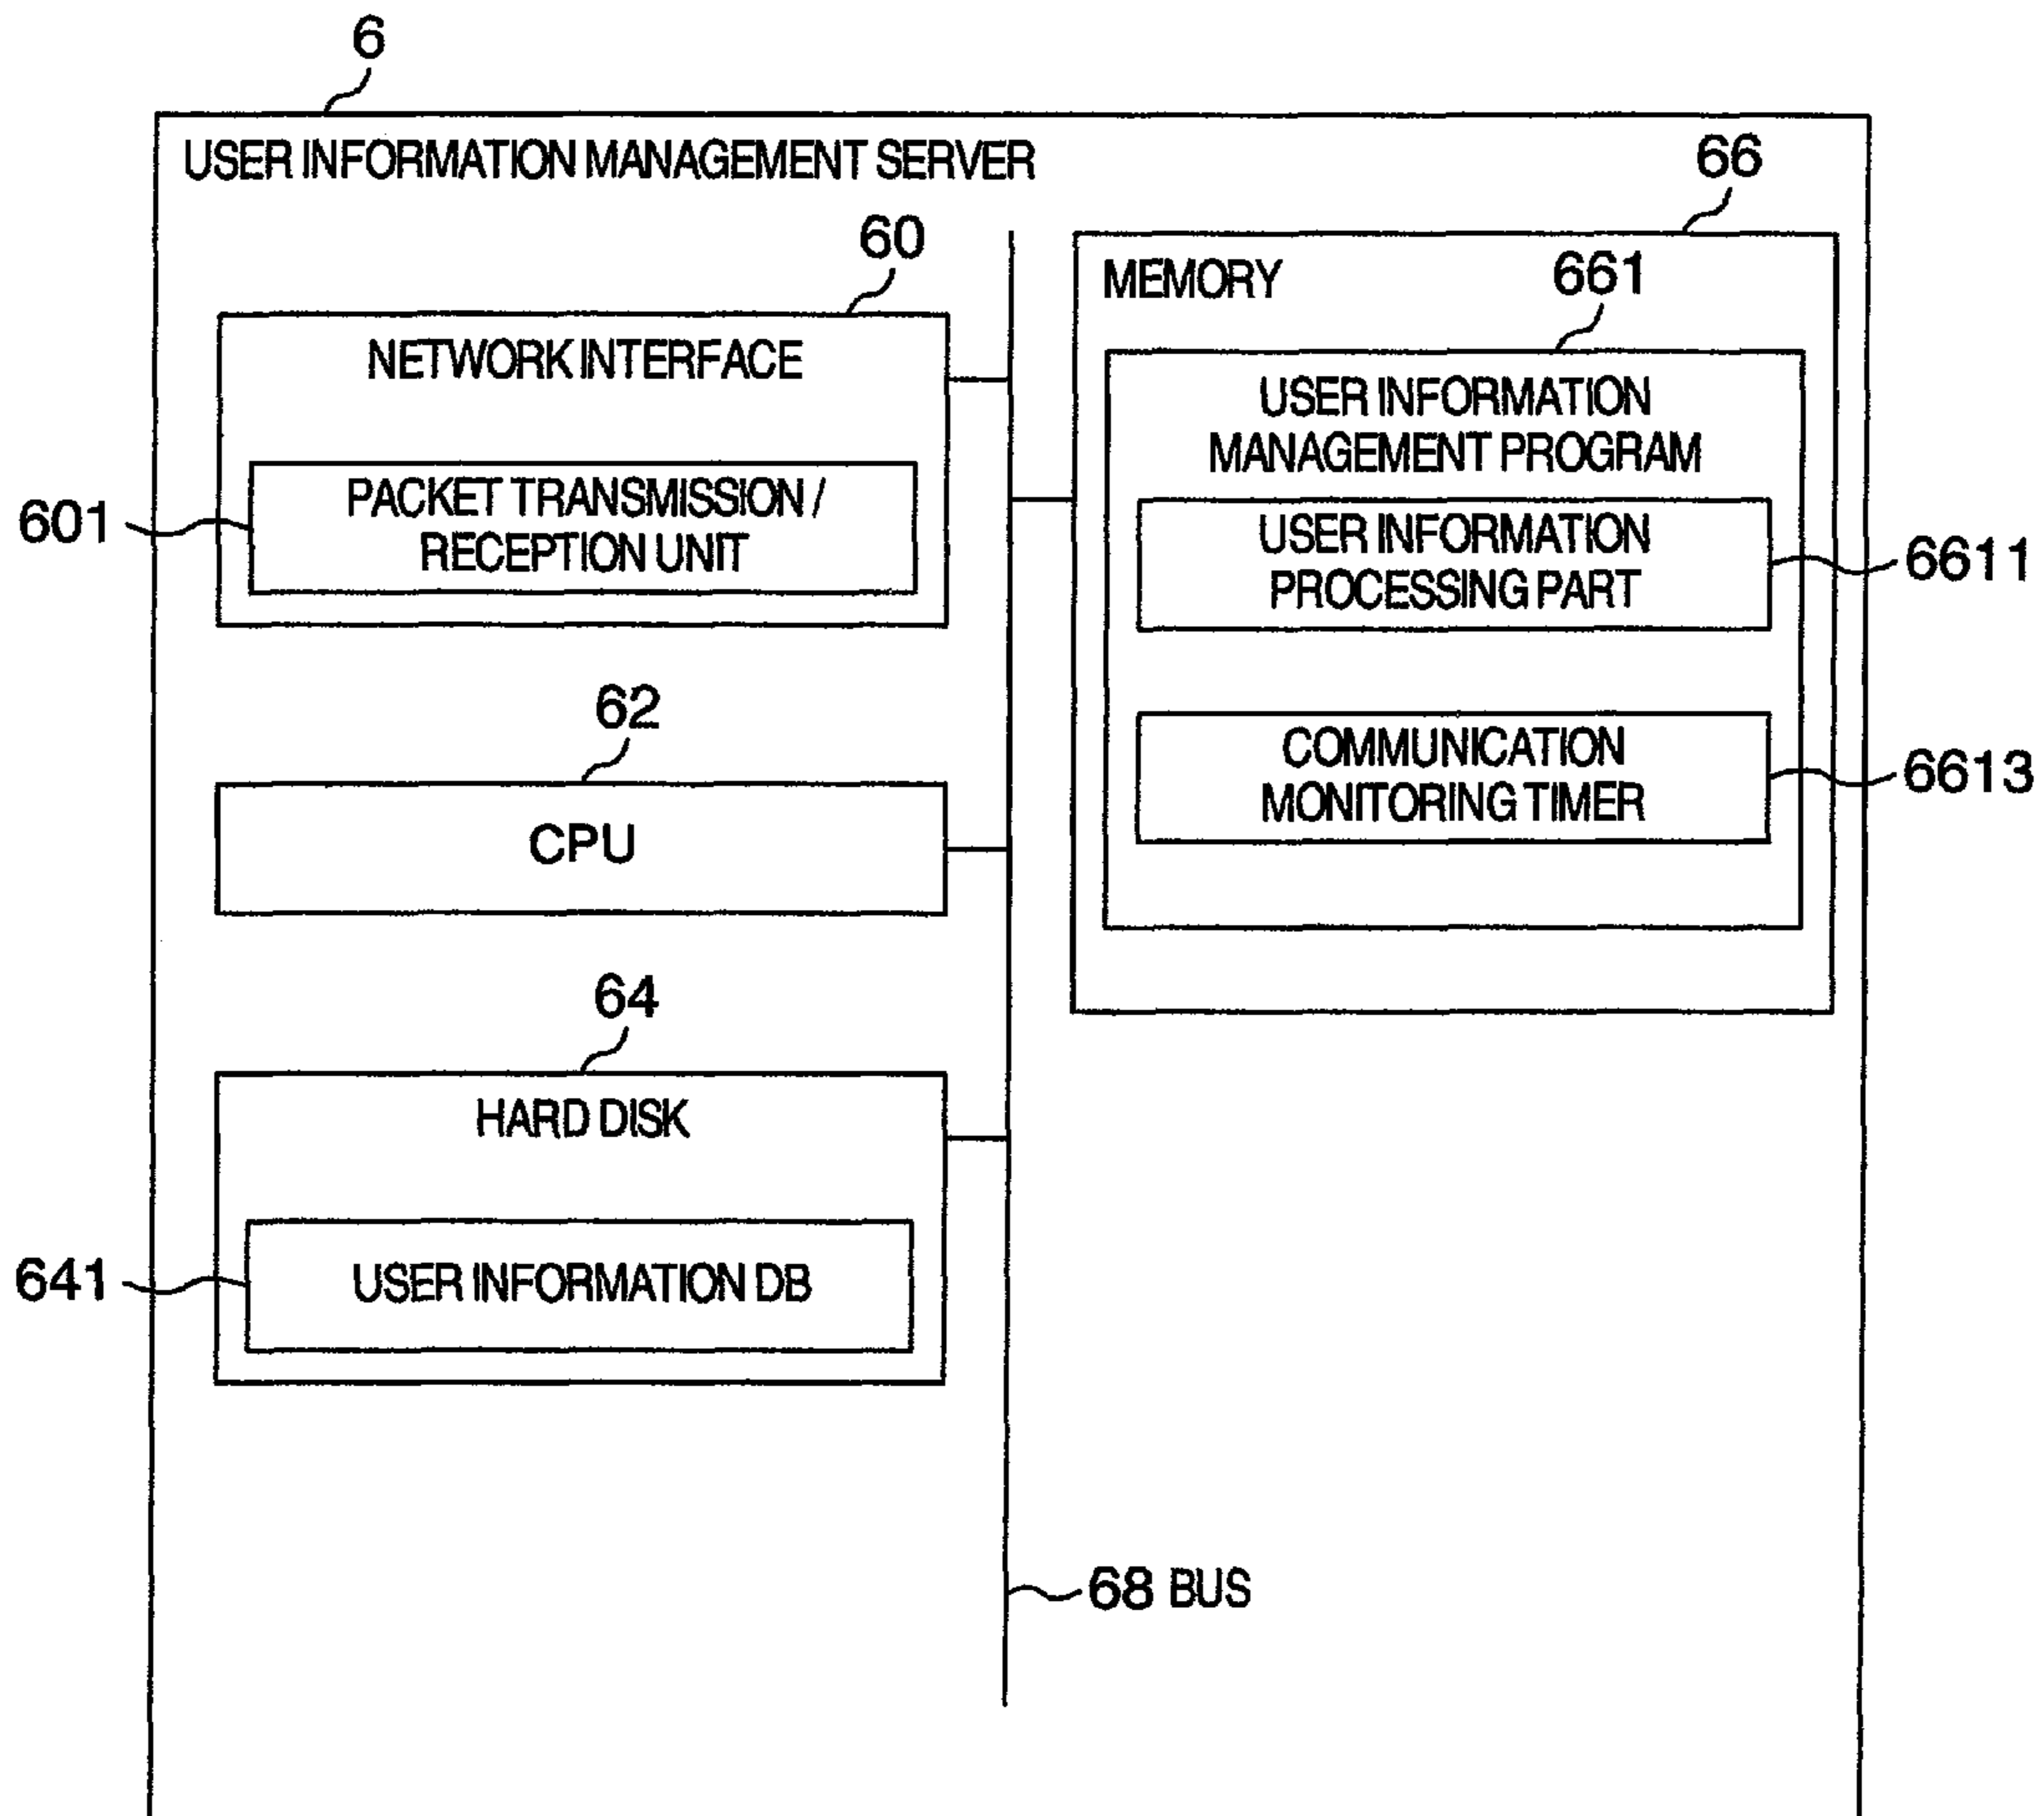 6
USER INFORMATION MANAGEMENT SERVER
60
NETWORK INTERFACE
601
PACKET TRANSMISSION /
RECEPTION UNIT
62
CPU
64
HARD DISK
641
USER INFORMATION DB
66
MEMORY
661
USER INFORMATION
MANAGEMENT PROGRAM
USER INFORMATION
PROCESSING PART
6611
COMMUNICATION
MONITORING TIMER
6613
68 BUS